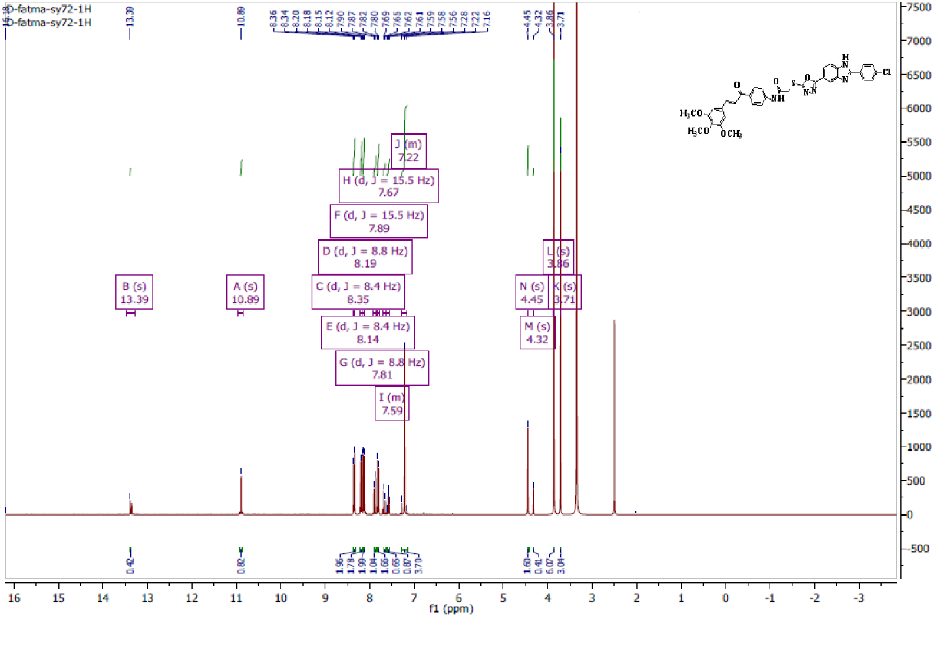 D-fatma-sy72-1H
D-fatma-sy72-1H
13.39
10.89
8.36
8.34
8.20
8.18
8.15
8.12
7.90
7.87
7.82
7.80
7.69
7.65
7.62
7.61
7.59
7.58
7.56
7.28
7.22
7.16
4.45
4.32
3.86
3.71
H
N
Cl
N
O
S
N
N
O
NH
O
H₃CO
H₃CO
OCH₃
J (m)
7.22
H (d, J = 15.5 Hz)
7.67
F (d, J = 15.5 Hz)
7.89
D (d, J = 8.8 Hz)
8.19
L (s)
3.86
B (s)
13.39
A (s)
10.89
C (d, J = 8.4 Hz)
8.35
N (s)
4.45
K (s)
3.71
E (d, J = 8.4 Hz)
8.14
M (s)
4.32
G (d, J = 8.8 Hz)
7.81
I (m)
7.59
7500
7000
6500
6000
5500
5000
4500
4000
3500
3000
2500
2000
1500
1000
500
0
-500
0.42
0.82
1.96
1.78
1.99
1.04
1.66
0.65
0.87
3.70
1.60
0.41
6.07
3.04
16 15 14 13 12 11 10 9 8 7 6 5 4 3 2 1 0 -1 -2 -3
f1 (ppm)